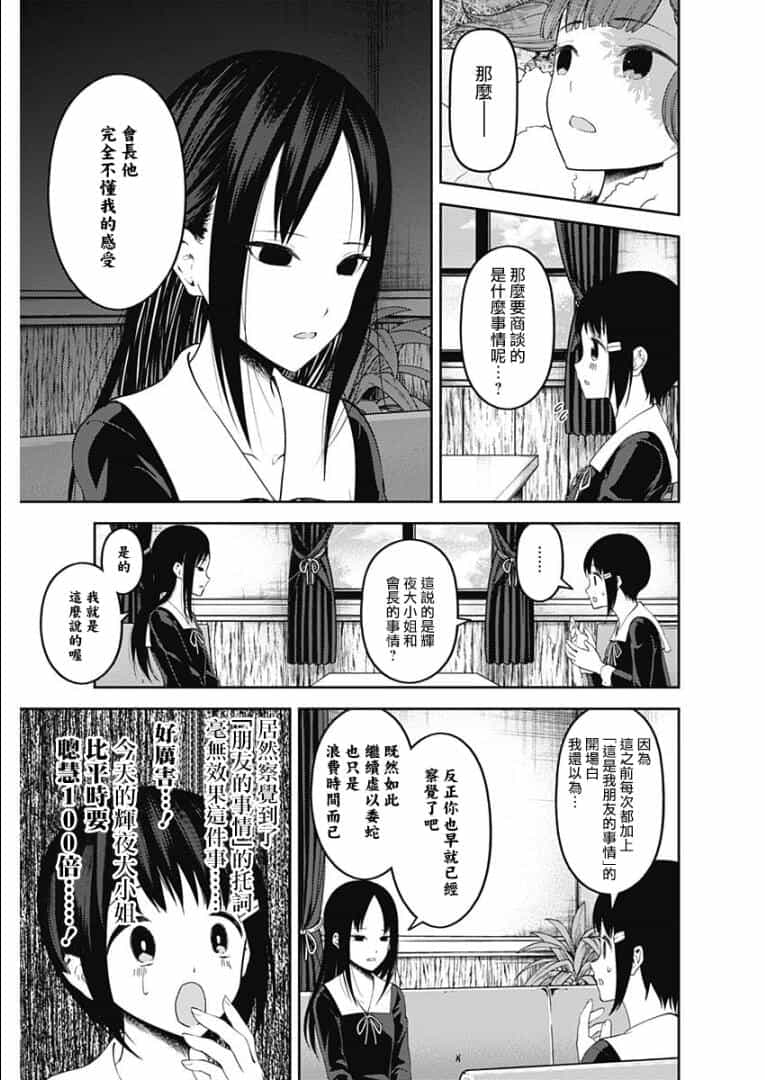 那麼——
那麼要商談的
是什麼事情呢…?
會長他
完全不懂我的感受
……
這說的是輝
夜大小姐和
會長的事情?
是的
我就是
這麼說的喔
因為
這之前每次都加上
「這是我朋友的事情」的
開場白
我還以為…
反正你也早就已經
察覺了吧
既然如此
繼續虛以委蛇
也只是
浪費時間而已
居然察覺到了
「朋友的事情」的托詞
毫無效果這件事……
好厲害…!
今天的輝夜大小姐
比平時要
聰慧100倍……!